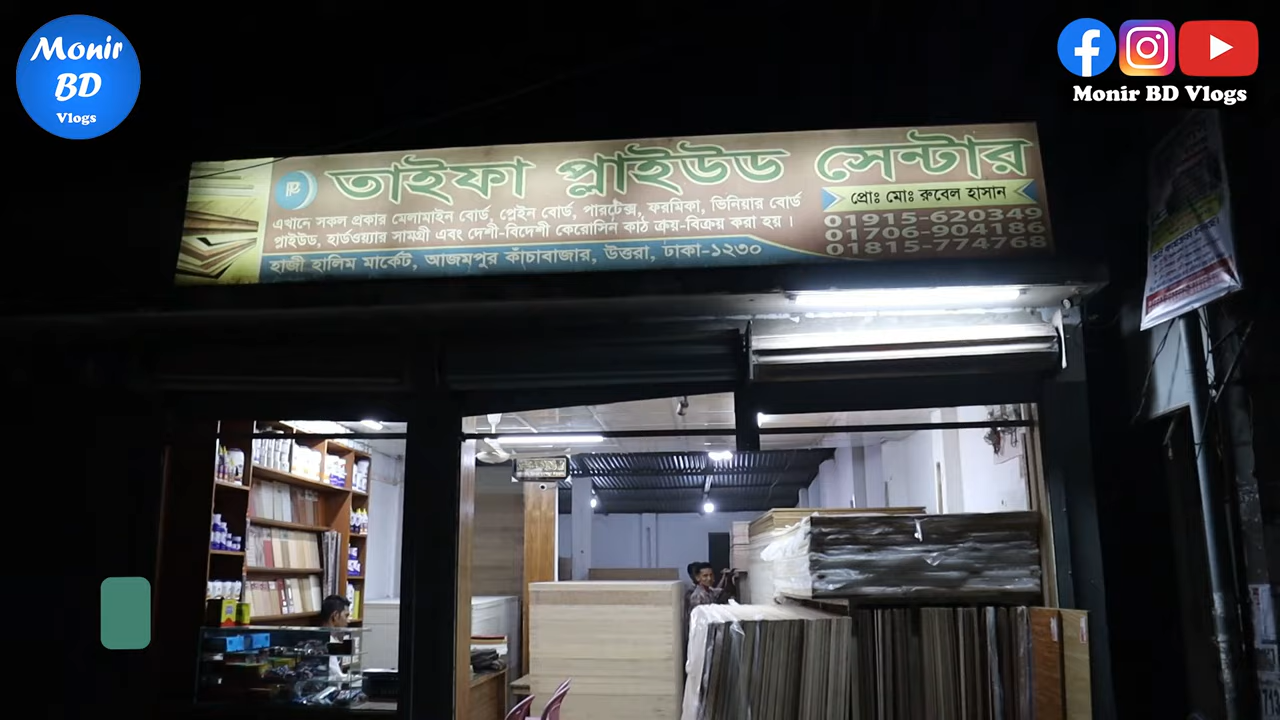 Monir
BD
Vlogs
Monir BD Vlogs
তাইফা প্লাইউড সেন্টার
প্রোঃ মোঃ রুবেল হাসান
এখানে সকল প্রকার মেলামাইন বোর্ড, প্লেইন বোর্ড, পারটেক্স, ফরমিকা, ভিনিয়ার বোর্ড
প্লাইউড, হার্ডওয়্যার সামগ্রী এবং দেশী-বিদেশী কেরোসিন কাঠ ক্রয়-বিক্রয় করা হয়।
01915-620349
01706-904186
01815-774768
হাজী হালিম মার্কেট, আজমপুর কাঁচাবাজার, উত্তরা, ঢাকা-১২৩০